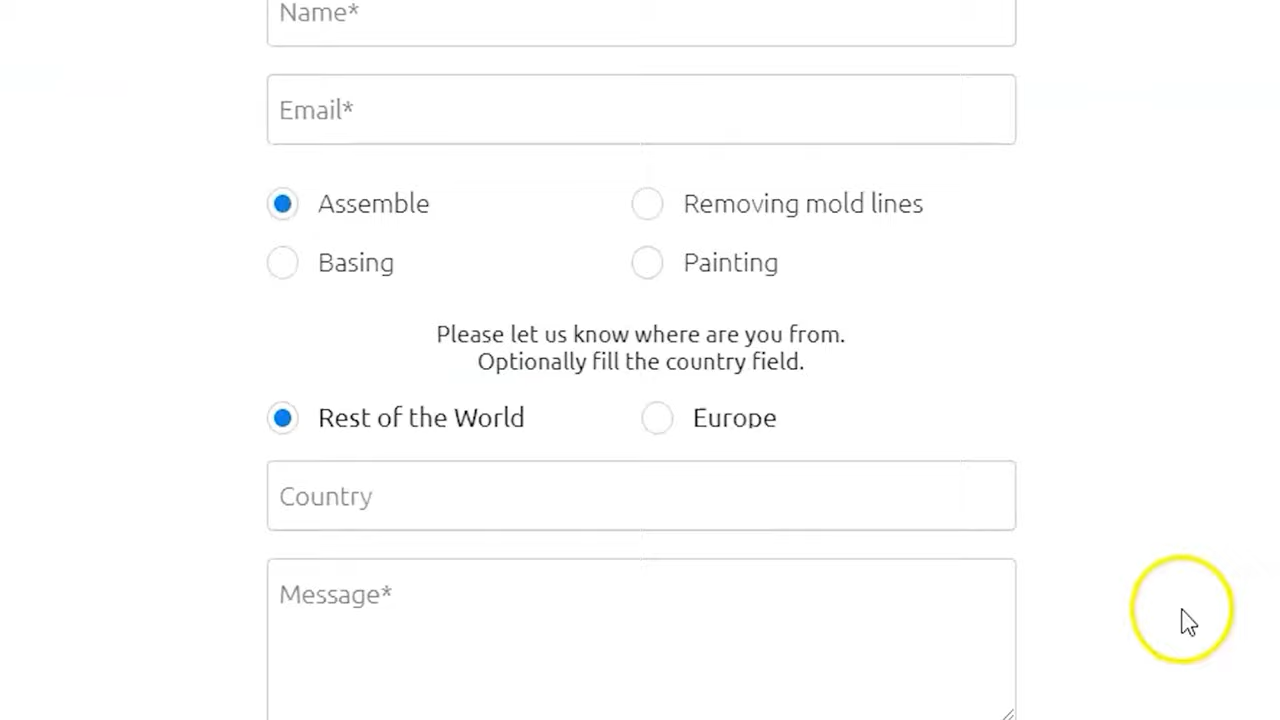 Name*
Email*
Assemble
Removing mold lines
Basing
Painting
Please let us know where are you from.
Optionally fill the country field.
Rest of the World
Europe
Country
Message*